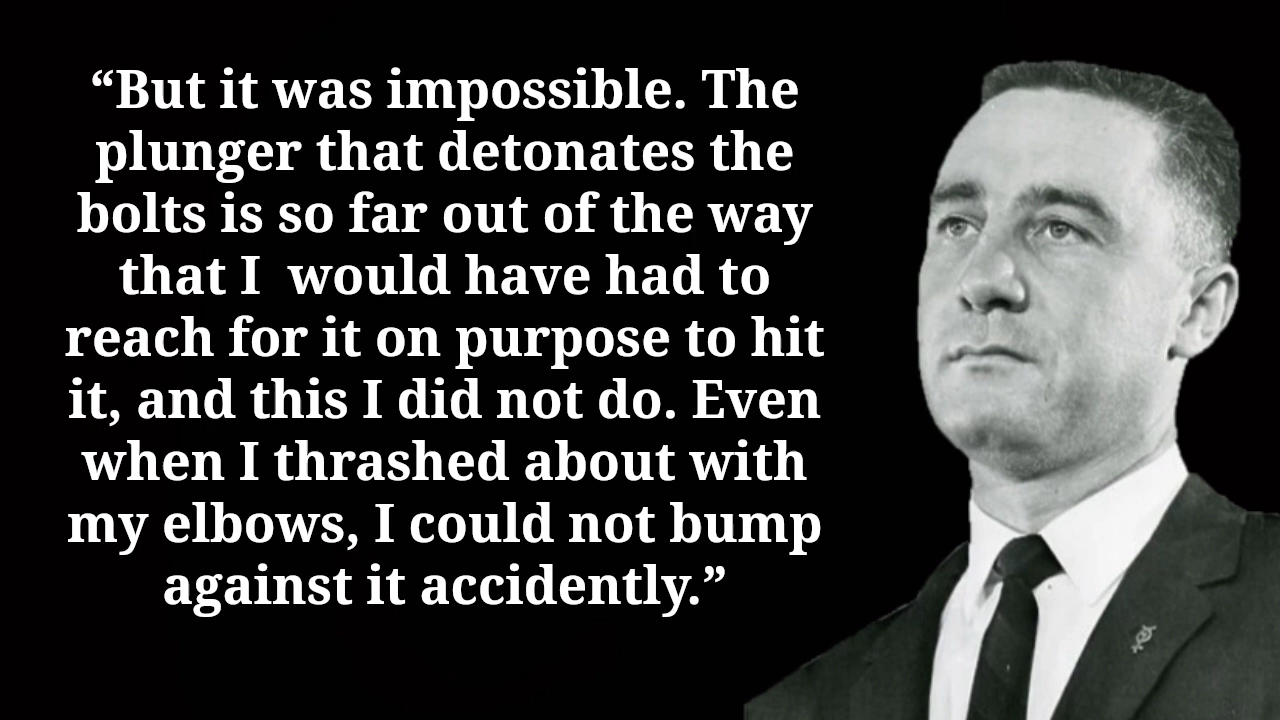 “But it was impossible. The
plunger that detonates the
bolts is so far out of the way
that I  would have had to
reach for it on purpose to hit
it, and this I did not do. Even
when I thrashed about with
my elbows, I could not bump
against it accidently.”